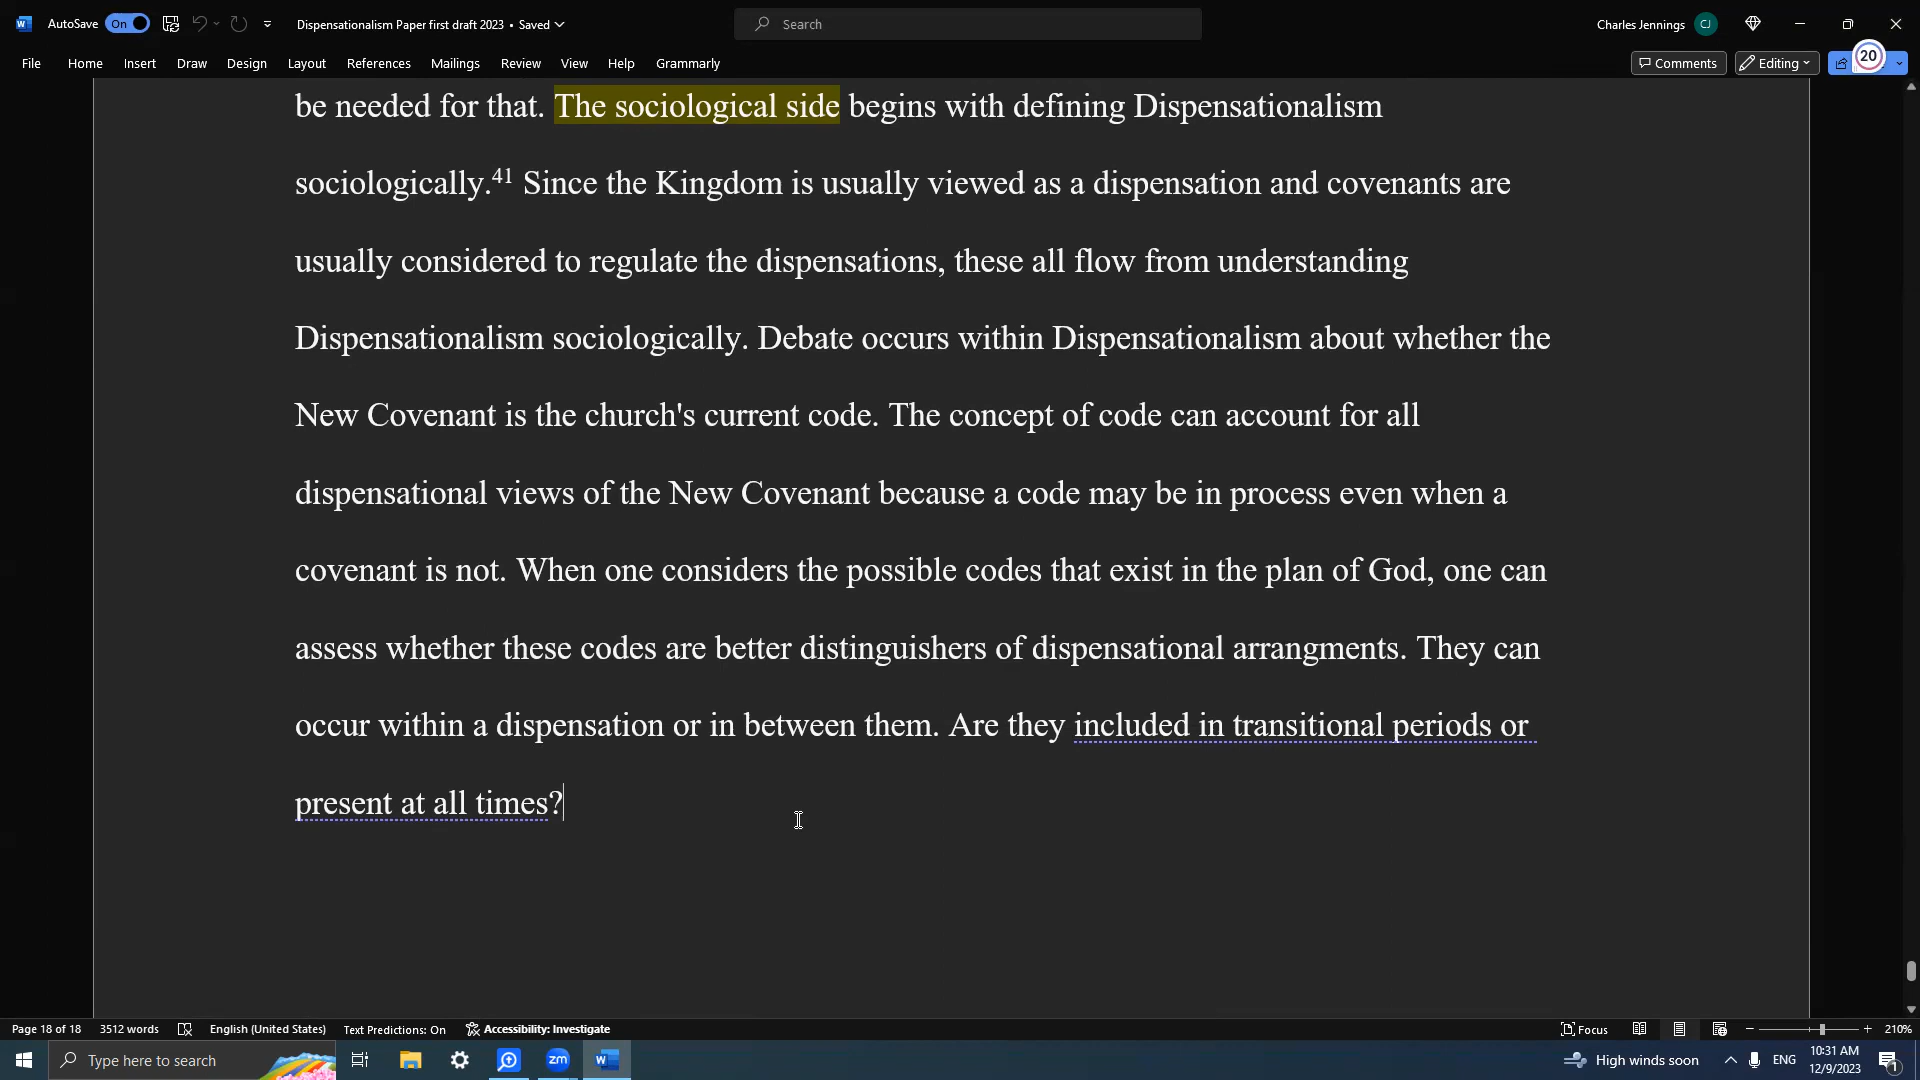 AutoSave On Dispensationalism Paper first draft 2023 • Saved Search Charles Jennings CJ
File Home Insert Draw Design Layout References Mailings Review View Help Grammarly Comments Editing 20
be needed for that. The sociological side begins with defining Dispensationalism
sociologically.41 Since the Kingdom is usually viewed as a dispensation and covenants are
usually considered to regulate the dispensations, these all flow from understanding
Dispensationalism sociologically. Debate occurs within Dispensationalism about whether the
New Covenant is the church's current code. The concept of code can account for all
dispensational views of the New Covenant because a code may be in process even when a
covenant is not. When one considers the possible codes that exist in the plan of God, one can
assess whether these codes are better distinguishers of dispensational arrangments. They can
occur within a dispensation or in between them. Are they included in transitional periods or
present at all times?
Page 18 of 18 3512 words English (United States) Text Predictions: On Accessibility: Investigate Focus 210%
Type here to search zm High winds soon ENG 10:31 AM
12/9/2023 1